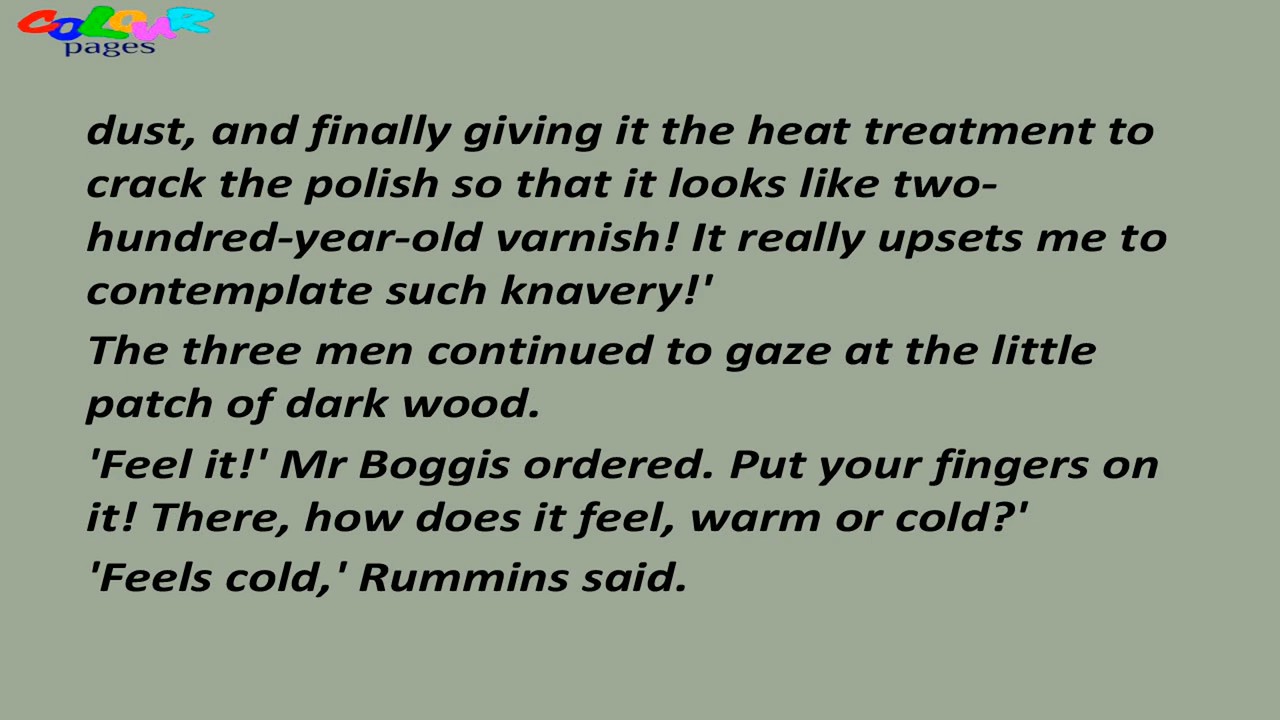 COLOUR
pages
dust, and finally giving it the heat treatment to
crack the polish so that it looks like two-
hundred-year-old varnish! It really upsets me to
contemplate such knavery!'
The three men continued to gaze at the little
patch of dark wood.
'Feel it!' Mr Boggis ordered. Put your fingers on
it! There, how does it feel, warm or cold?'
'Feels cold,' Rummins said.